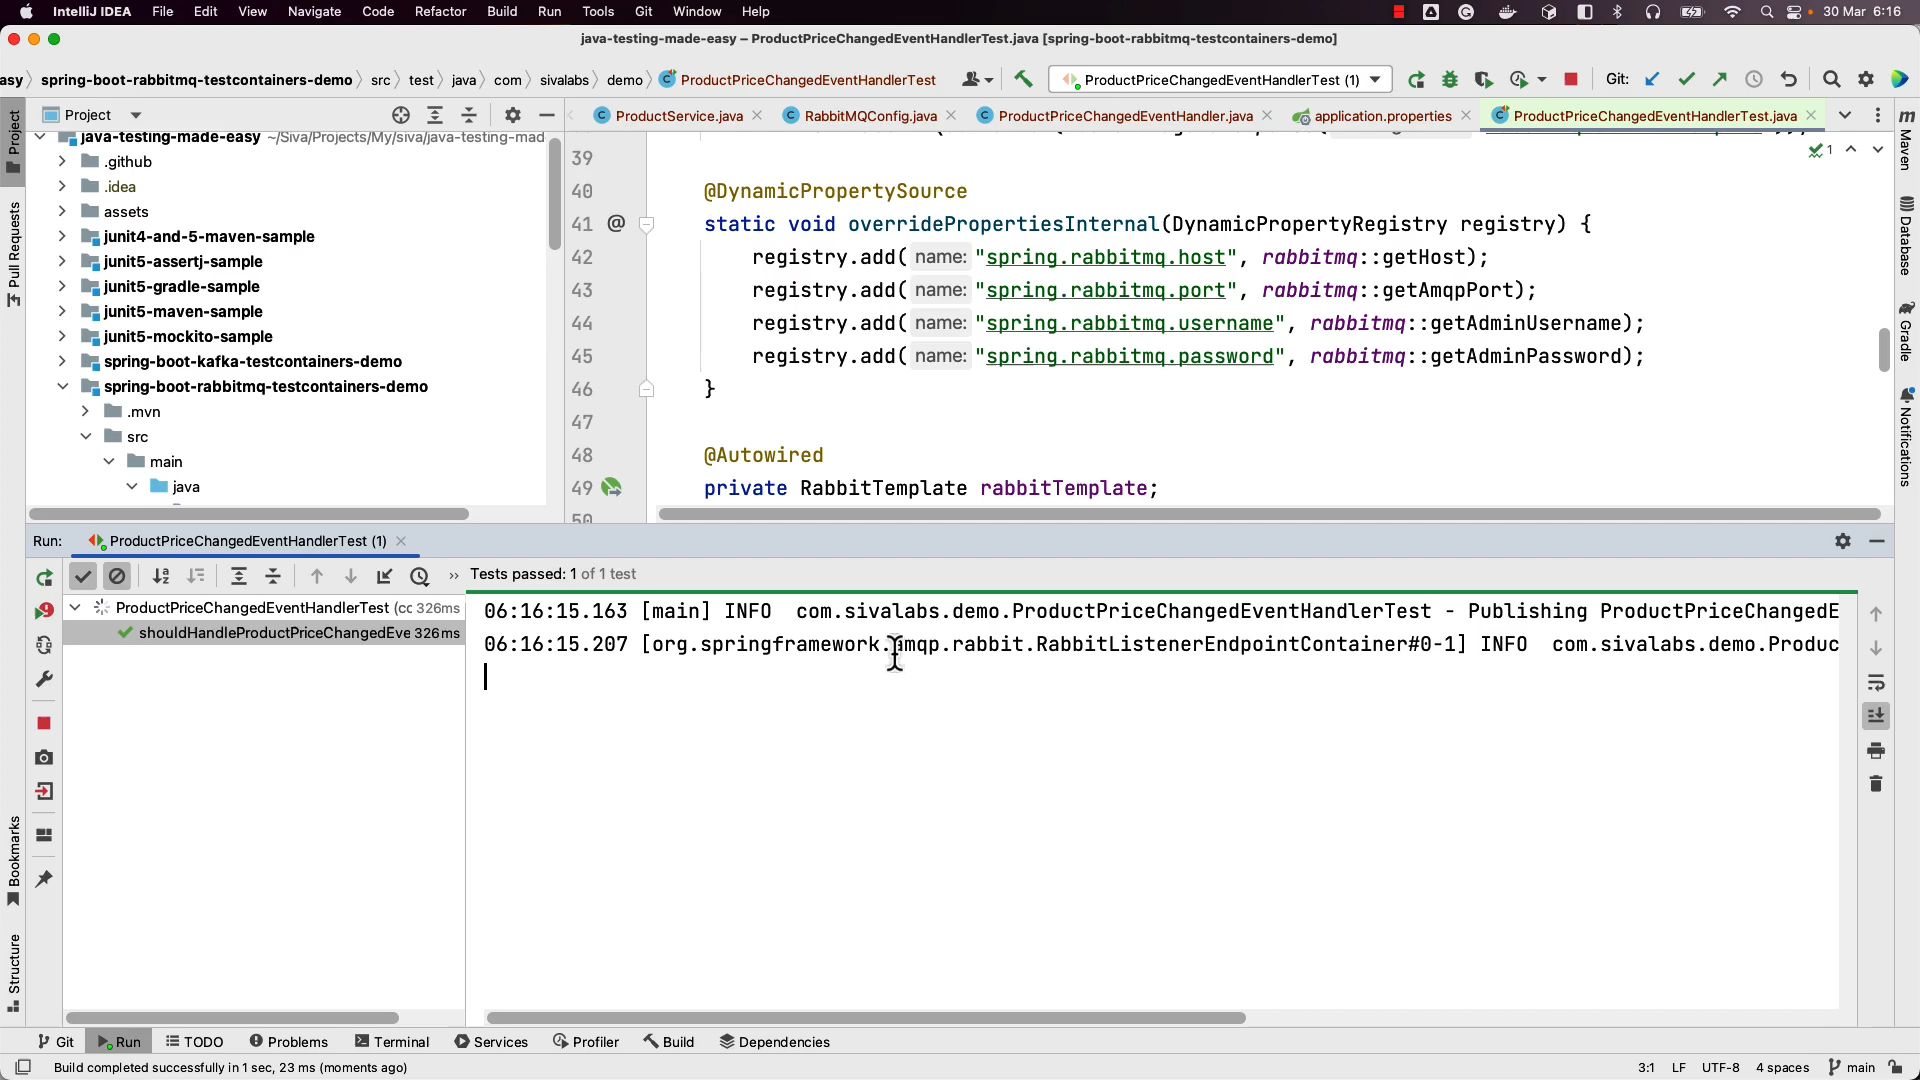 IntelliJ IDEA File Edit View Navigate Code Refactor Build Run Tools Git Window Help 30 Mar 6:16
java-testing-made-easy – ProductPriceChangedEventHandlerTest.java [spring-boot-rabbitmq-testcontainers-demo]
asy spring-boot-rabbitmq-testcontainers-demo src test java com sivalabs demo ProductPriceChangedEventHandlerTest ProductPriceChangedEventHandlerTest (1) Git:
Project
ProductService.java RabbitMQConfig.java ProductPriceChangedEventHandler.java application.properties ProductPriceChangedEventHandlerTest.java
java-testing-made-easy ~/Siva/Projects/My/siva/java-testing-mad
.github
.idea
assets
junit4-and-5-maven-sample
junit5-assertj-sample
junit5-gradle-sample
junit5-maven-sample
junit5-mockito-sample
spring-boot-kafka-testcontainers-demo
spring-boot-rabbitmq-testcontainers-demo
.mvn
src
main
java
1
39
40 @DynamicPropertySource
41 @ static void overridePropertiesInternal(DynamicPropertyRegistry registry) {
42 registry.add( name: "spring.rabbitmq.host", rabbitmq::getHost);
43 registry.add( name: "spring.rabbitmq.port", rabbitmq::getAmqpPort);
44 registry.add( name: "spring.rabbitmq.username", rabbitmq::getAdminUsername);
45 registry.add( name: "spring.rabbitmq.password", rabbitmq::getAdminPassword);
46 }
47
48 @Autowired
49 private RabbitTemplate rabbitTemplate;
50
Project
Pull Requests
Bookmarks
Structure
Maven
Database
Gradle
Notifications
Run: ProductPriceChangedEventHandlerTest (1)
Tests passed: 1 of 1 test
ProductPriceChangedEventHandlerTest (cc 326ms
shouldHandleProductPriceChangedEve 326ms
06:16:15.163 [main] INFO com.sivalabs.demo.ProductPriceChangedEventHandlerTest - Publishing ProductPriceChangedE
06:16:15.207 [org.springframework.amqp.rabbit.RabbitListenerEndpointContainer#0-1] INFO com.sivalabs.demo.Produc
Git Run TODO Problems Terminal Services Profiler Build Dependencies
Build completed successfully in 1 sec, 23 ms (moments ago) 3:1 LF UTF-8 4 spaces main